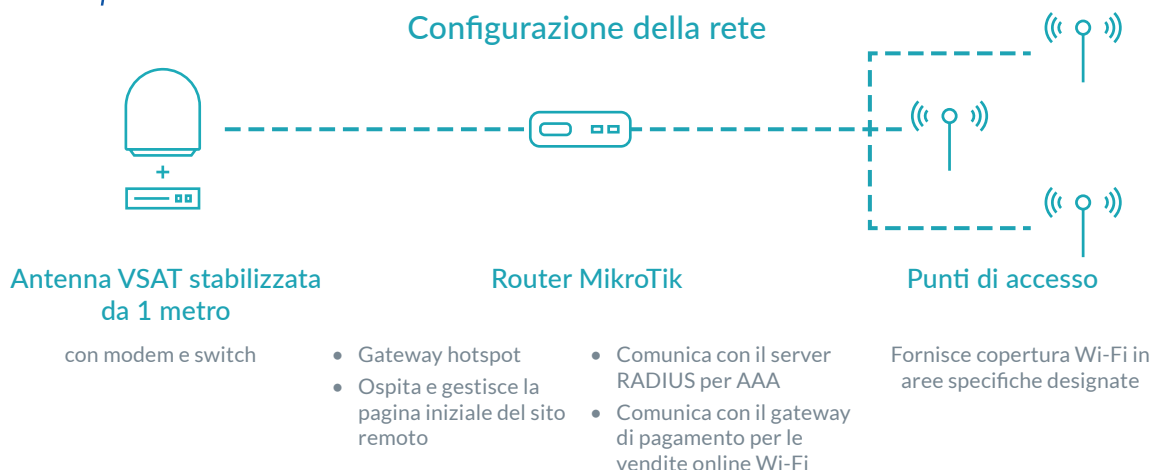 Configurazione della rete
Antenna VSAT stabilizzata
da 1 metro
con modem e switch
Router MikroTik
• Gateway hotspot
• Ospita e gestisce la
pagina iniziale del sito
remoto
• Comunica con il server
RADIUS per AAA
• Comunica con il gateway
di pagamento per le
vendite online Wi-Fi
Punti di accesso
Fornisce copertura Wi-Fi in
aree specifiche designate